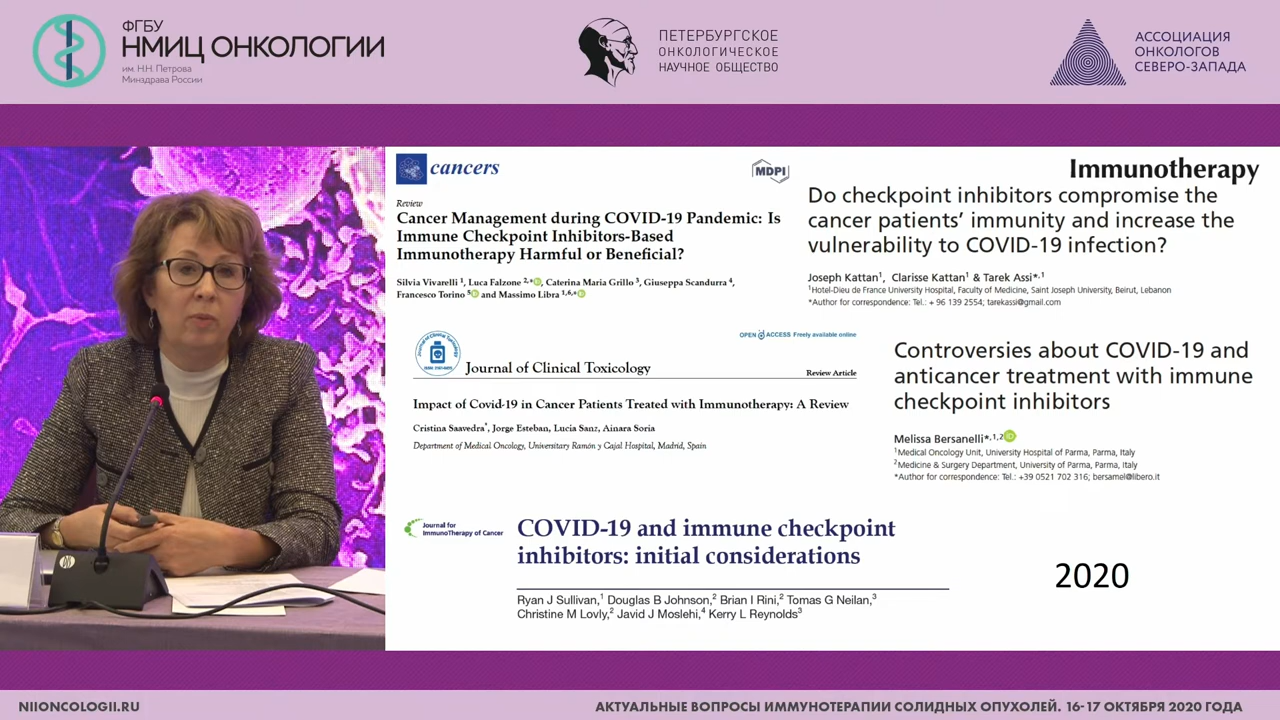 ФГБУ
НМИЦ ОНКОЛОГИИ
им. Н.Н. Петрова
Минздрава России
ПЕТЕРБУРГСКОЕ
ОНКОЛОГИЧЕСКОЕ
НАУЧНОЕ ОБЩЕСТВО
АССОЦИАЦИЯ
ОНКОЛОГОВ
СЕВЕРО-ЗАПАДА
cancers
MDPI
Review
Cancer Management during COVID-19 Pandemic: Is
Immune Checkpoint Inhibitors-Based
Immunotherapy Harmful or Beneficial?
Silvia Vivarelli 1, Luca Falzone 2,*, Caterina Maria Grillo 3, Giuseppa Scandurra 4,
Francesco Torino 5 and Massimo Libra 1,6,*
Immunotherapy
Do checkpoint inhibitors compromise the
cancer patients’ immunity and increase the
vulnerability to COVID-19 infection?
Joseph Kattan1, Clarisse Kattan1 & Tarek Assi*,1
1Hotel-Dieu de France University Hospital, Faculty of Medicine, Saint Joseph University, Beirut, Lebanon
*Author for correspondence: Tel.: + 96 139 2554; tarekassi@gmail.com
OPEN ACCESS Freely available online
Journal of Clinical Toxicology
Review Article
Impact of Covid-19 in Cancer Patients Treated with Immunotherapy: A Review
Cristina Saavedra*, Jorge Esteban, Lucia Sanz, Ainara Soria
Department of Medical Oncology, Universitary Ramón y Cajal Hospital, Madrid, Spain
Controversies about COVID-19 and
anticancer treatment with immune
checkpoint inhibitors
Melissa Bersanelli*,1,2
1Medical Oncology Unit, University Hospital of Parma, Parma, Italy
2Medicine & Surgery Department, University of Parma, Parma, Italy
*Author for correspondence: Tel.: +39 0521 702 316; bersamel@libero.it
Journal for
ImmunoTherapy of Cancer
COVID-19 and immune checkpoint
inhibitors: initial considerations
Ryan J Sullivan,1 Douglas B Johnson,2 Brian I Rini,2 Tomas G Neilan,3
Christine M Lovly,2 Javid J Moslehi,4 Kerry L Reynolds3
2020
NIIONCOLOGII.RU
АКТУАЛЬНЫЕ ВОПРОСЫ ИММУНОТЕРАПИИ СОЛИДНЫХ ОПУХОЛЕЙ. 16-17 ОКТЯБРЯ 2020 ГОДА